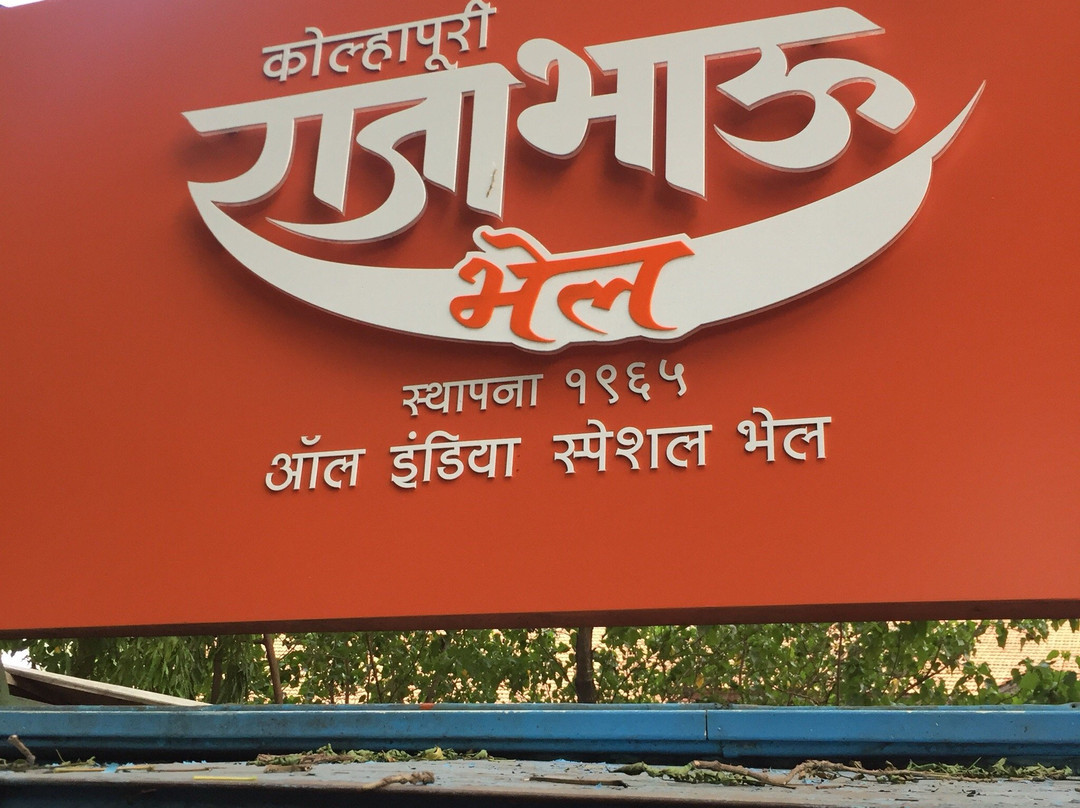 कोल्हापूरी
राजाभाऊ
भेल
स्थापना १९६५
ऑल इंडिया स्पेशल भेल